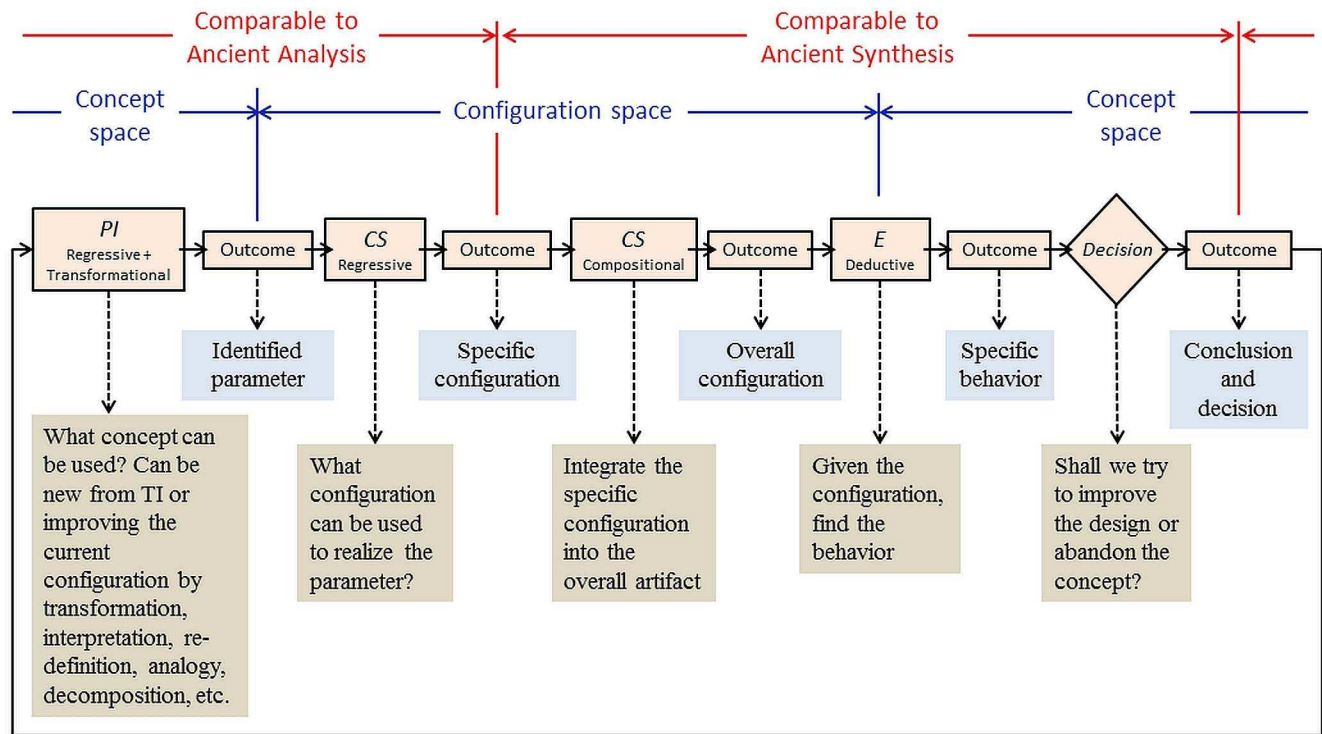 Comparable to
Ancient Analysis
Comparable to
Ancient Synthesis
Concept
space
Configuration space
Concept
space
PI
Regressive +
Transformational
Outcome
CS
Regressive
Outcome
CS
Compositional
Outcome
E
Deductive
Outcome
Decision
Outcome
Identified
parameter
Specific
configuration
Overall
configuration
Specific
behavior
Conclusion
and
decision
What concept can
be used? Can be
new from TI or
improving the
current
configuration by
transformation,
interpretation, re-
definition, analogy,
decomposition, etc.
What
configuration
can be used
to realize the
parameter?
Integrate the
specific
configuration
into the
overall artifact
Given the
configuration,
find the
behavior
Shall we try
to improve
the design or
abandon the
concept?